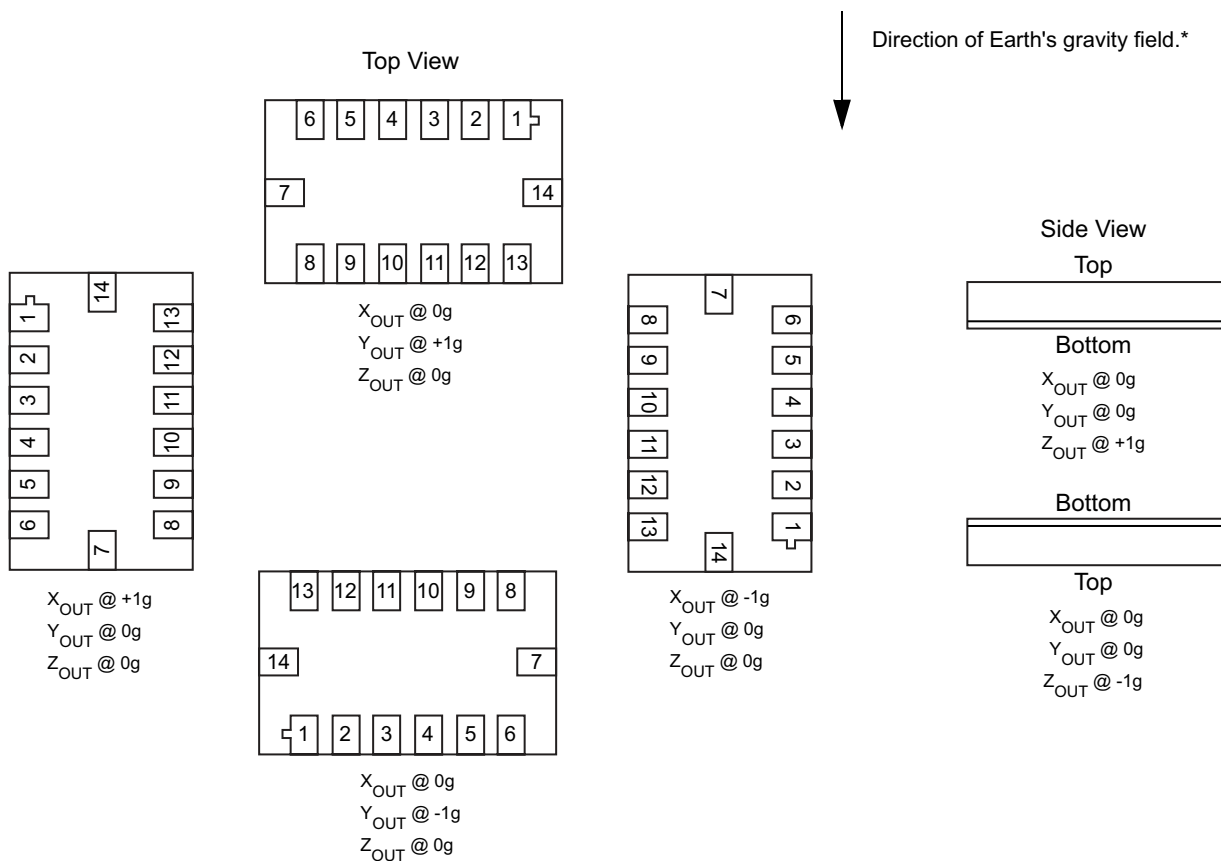 Direction of Earth's gravity field.*
Top View
6 5 4 3 2 1
7 14
8 9 10 11 12 13
XOUT @ 0g
YOUT @ +1g
ZOUT @ 0g
14
1 13
2 12
3 11
4 10
5 9
6 8
7
XOUT @ +1g
YOUT @ 0g
ZOUT @ 0g
13 12 11 10 9 8
14 7
1 2 3 4 5 6
XOUT @ 0g
YOUT @ -1g
ZOUT @ 0g
7
8 6
9 5
10 4
11 3
12 2
13 1
14
XOUT @ -1g
YOUT @ 0g
ZOUT @ 0g
Side View
Top
Bottom
XOUT @ 0g
YOUT @ 0g
ZOUT @ +1g
Bottom
Top
XOUT @ 0g
YOUT @ 0g
ZOUT @ -1g